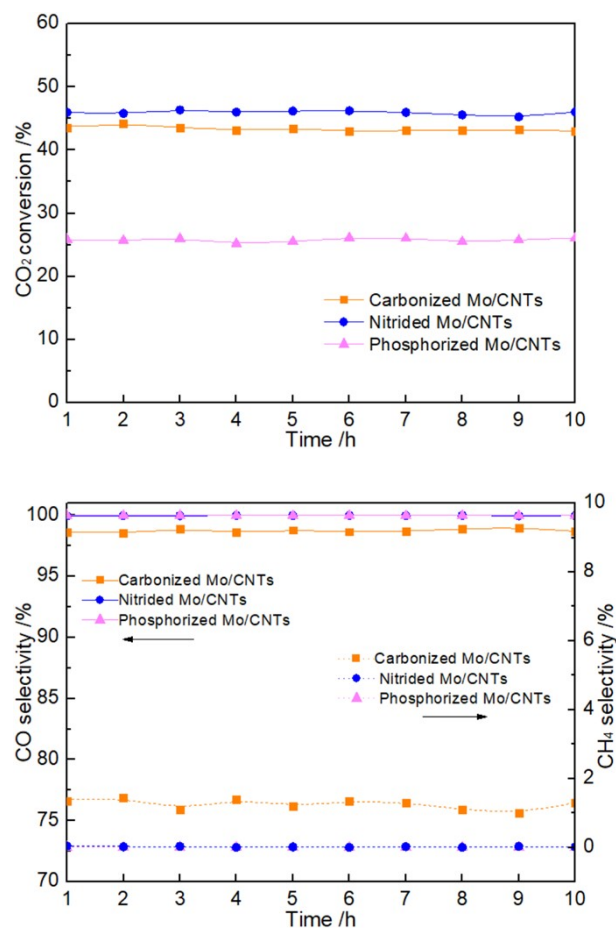 60
50
40
30
20
10
0
CO2 conversion /%
Carbonized Mo/CNTs
Nitrided Mo/CNTs
Phosphorized Mo/CNTs
1 2 3 4 5 6 7 8 9 10
Time /h
100
95
90
85
80
75
70
CO selectivity /%
Carbonized Mo/CNTs
Nitrided Mo/CNTs
Phosphorized Mo/CNTs
Carbonized Mo/CNTs
Nitrided Mo/CNTs
Phosphorized Mo/CNTs
10
8
6
4
2
0
CH4 selectivity /%
1 2 3 4 5 6 7 8 9 10
Time /h